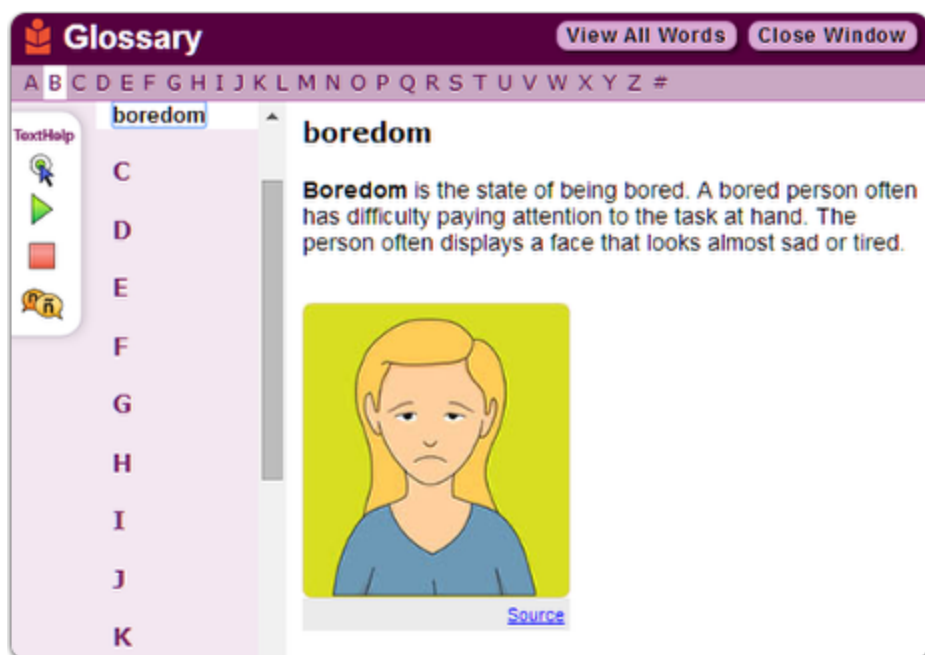 Glossary
View All Words
Close Window
A B C D E F G H I J K L M N O P Q R S T U V W X Y Z #
TextHelp
boredom
C
D
E
F
G
H
I
J
K
boredom
Boredom is the state of being bored. A bored person often
has difficulty paying attention to the task at hand. The
person often displays a face that looks almost sad or tired.
Source